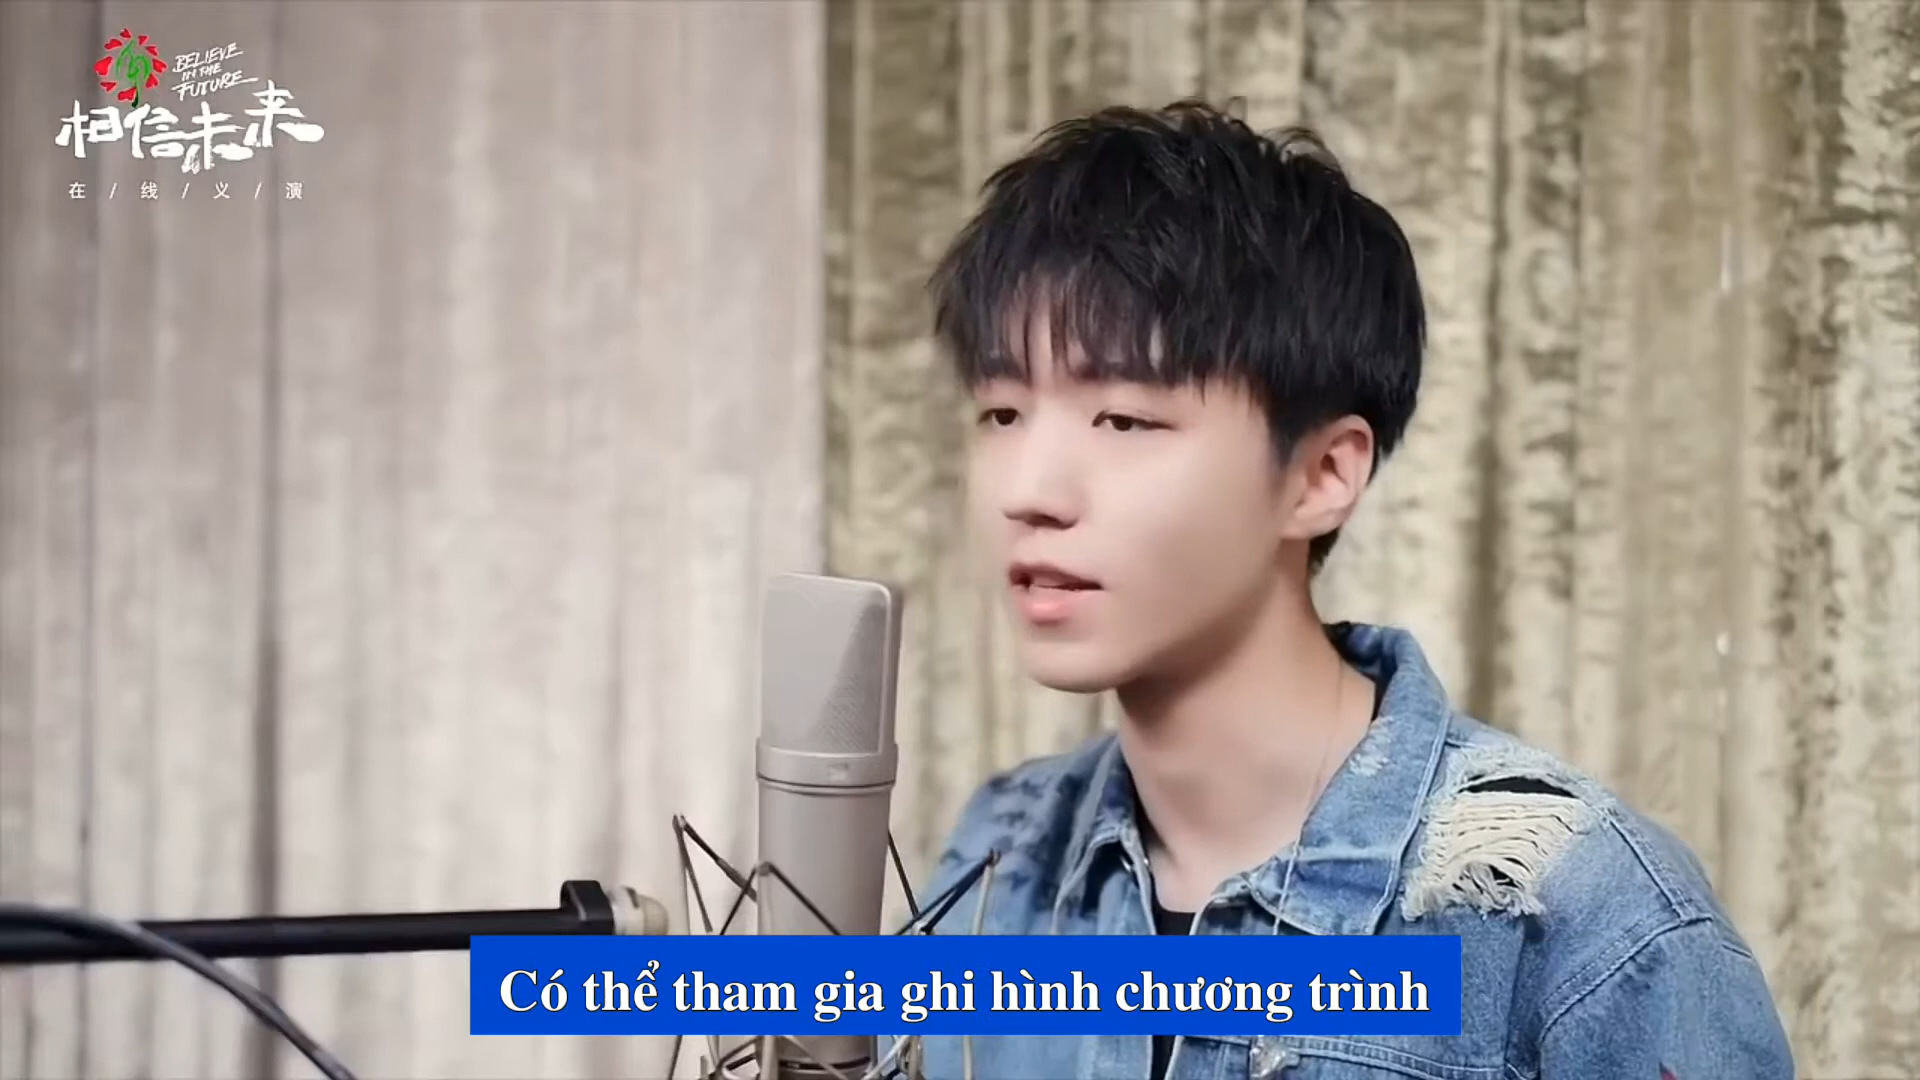 BELIEVE
IN THE
FUTURE
相信未来
在/线/义/演
Có thể tham gia ghi hình chương trình